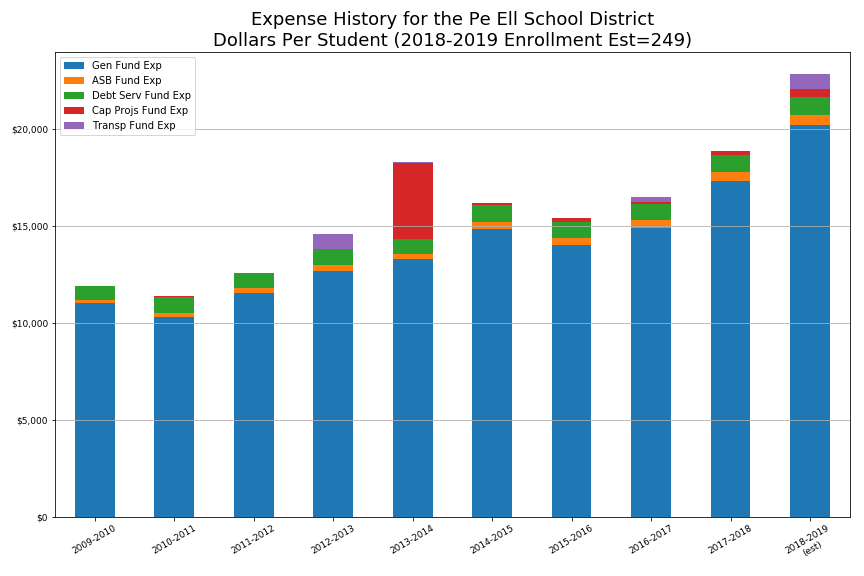 Expense History for the Pe Ell School District
Dollars Per Student (2018-2019 Enrollment Est=249)
Gen Fund Exp
ASB Fund Exp
Debt Serv Fund Exp
Cap Projs Fund Exp
Transp Fund Exp
$20,000
$15,000
$10,000
$5,000
$0
2009-2010
2010-2011
2011-2012
2012-2013
2013-2014
2014-2015
2015-2016
2016-2017
2017-2018
2018-2019
(est)